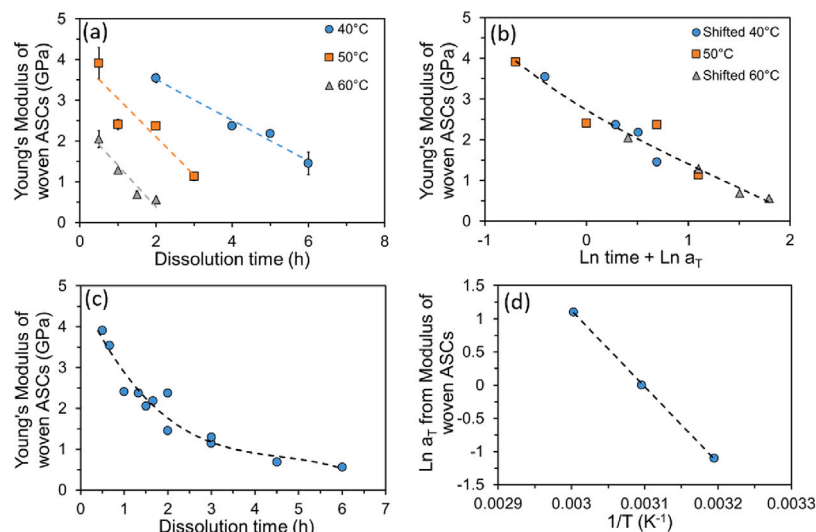 (a)
40°C
50°C
60°C
Young's Modulus of
woven ASCs (GPa)
5
4
3
2
1
0
0 2 4 6 8
Dissolution time (h)
(b)
Shifted 40°C
50°C
Shifted 60°C
Young's Modulus of
woven ASCs (GPa)
5
4
3
2
1
0
-1 0 1 2
Ln time + Ln aT
(c)
Young's Modulus of
woven ASCs (GPa)
5
4
3
2
1
0
0 1 2 3 4 5 6 7
Dissolution time (h)
(d)
Ln aT from Modulus of
woven ASCs
1.5
1
0.5
0
-0.5
-1
-1.5
0.0029 0.003 0.0031 0.0032 0.0033
1/T (K-1)